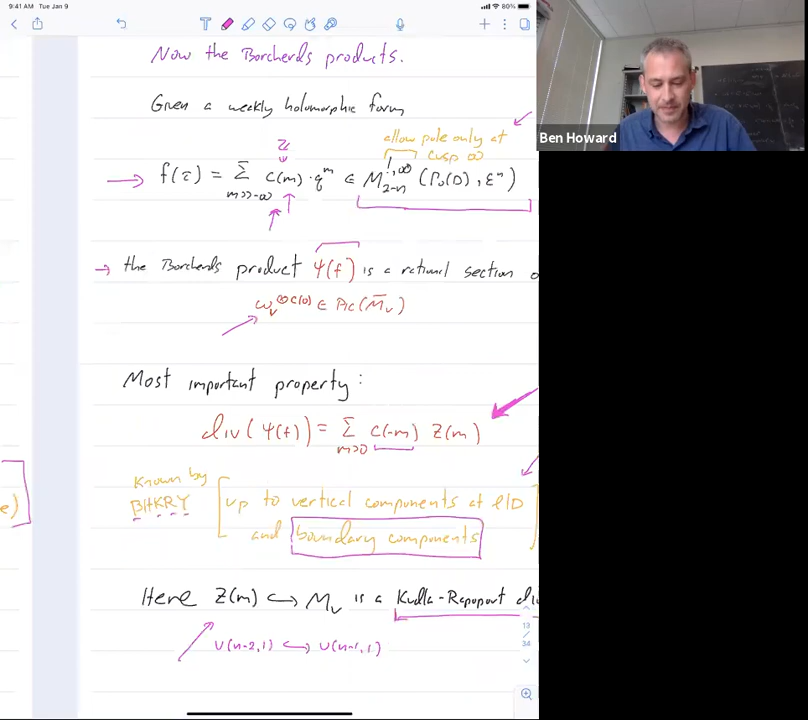 9:41 AM Tue Jan 9
80%
Now the Borcherds products.
Given a weakly holomorphic form
allow pole only at
cusp ∞
ℤ
f(τ) = Σ c(m)·q^m ∈ M^{!,∞}_{2-n} (Γ₀(D), ε^n)
m>>-∞
the Borcherds product ψ(f) is a rational section o
ω_V^{⊗c(0)} ∈ Pic(M̄_V)
Most important property:
div(ψ(f)) = Σ c(-m) Z(m)
m>0
Known by
BHKRY
up to vertical components at ℓ|D
and boundary components
e)
Here Z(m) ↪ M_V is a Kudla-Rapoport di
U(n-2,1) ↪ U(n-1,1)
13
34
Ben Howard